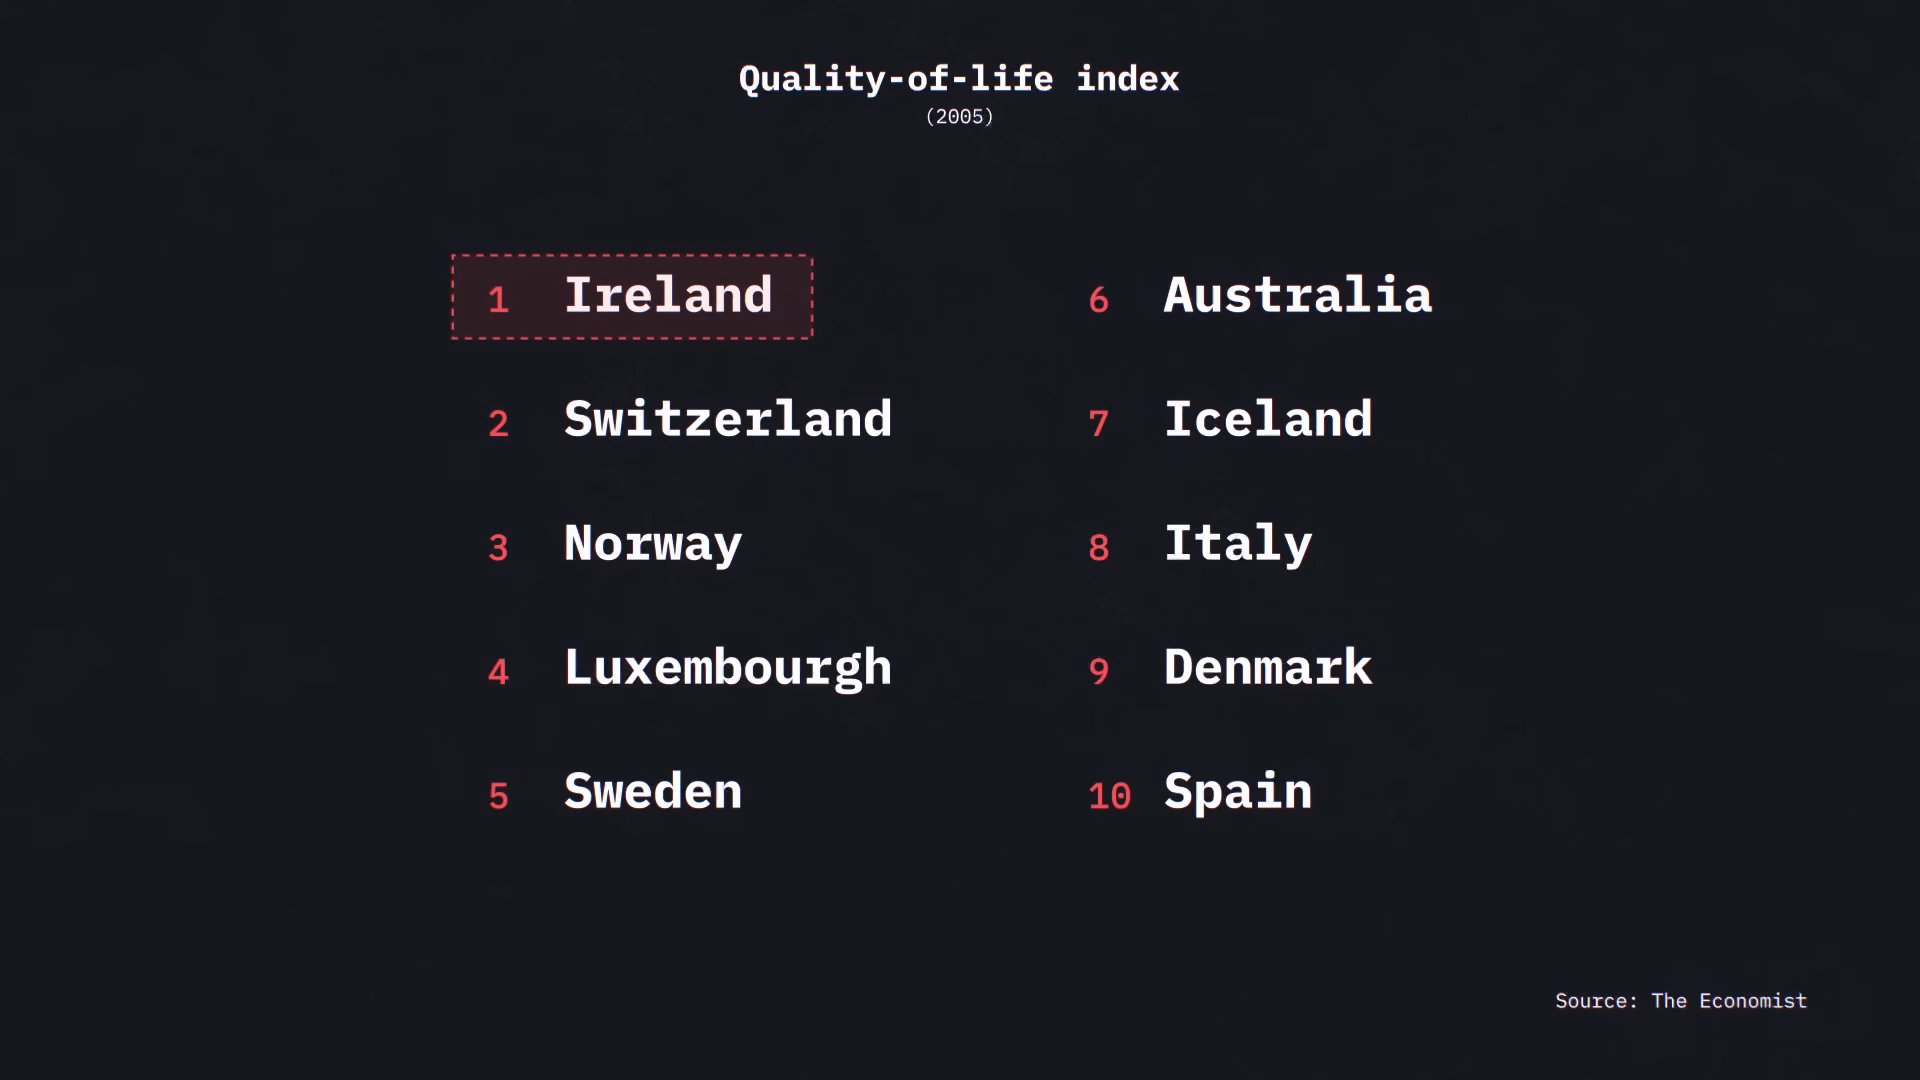 Quality-of-life index
(2005)
1 Ireland
2 Switzerland
3 Norway
4 Luxembourgh
5 Sweden
6 Australia
7 Iceland
8 Italy
9 Denmark
10 Spain
Source: The Economist